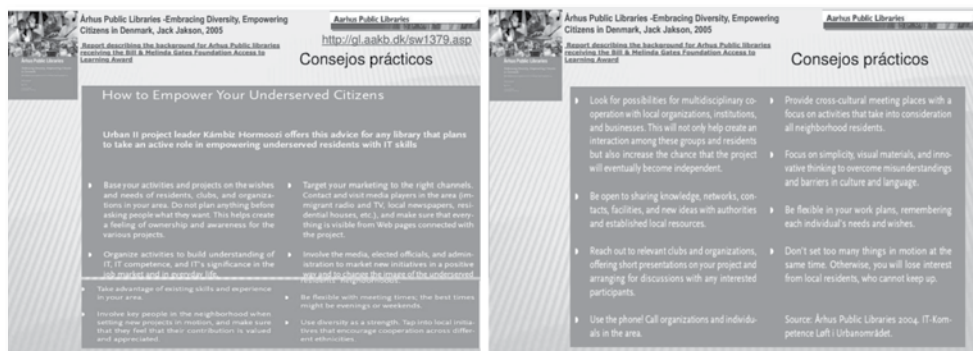 Århus Public Libraries -Embracing Diversity, Empowering
Citizens in Denmark, Jack Jakson, 2005
Report describing the background for Arhus Public libraries
receiving the Bill & Melinda Gates Foundation Access to
Learning Award
Aarhus Public Libraries
http://gl.aakb.dk/sw1379.asp
Consejos prácticos
How to Empower Your Underserved Citizens
Urban II project leader Kámbiz Hormoozi offers this advice for any library that plans
to take an active role in empowering underserved residents with IT skills
Base your activities and projects on the wishes
and needs of residents, clubs, and organiza-
tions in your area. Do not plan anything before
asking people what they want. This helps create
a feeling of ownership and awareness for the
various projects.
Organize activities to build understanding of
IT, IT competence, and IT's significance in the
job market and in everyday life.
Take advantage of existing skills and experience
in your area.
Involve key people in the neighborhood when
setting new projects in motion, and make sure
that they feel that their contribution is valued
and appreciated.
Target your marketing to the right channels.
Contact and visit media players in the area (im-
migrant radio and TV, local newspapers, resi-
dential houses, etc.), and make sure that every-
thing is visible from Web pages connected with
the project.
Involve the media, elected officials, and admin-
istration to market new initiatives in a positive
way and to change the image of the underserved
residents' neighborhoods.
Be flexible with meeting times; the best times
might be evenings or weekends.
Use diversity as a strength. Tap into local initia-
tives that encourage cooperation across differ-
ent ethnicities.
Århus Public Libraries -Embracing Diversity, Empowering
Citizens in Denmark, Jack Jakson, 2005
Report describing the background for Arhus Public libraries
receiving the Bill & Melinda Gates Foundation Access to
Learning Award
Aarhus Public Libraries
Consejos prácticos
Look for possibilities for multidisciplinary co-
operation with local organizations, institutions,
and businesses. This will not only help create an
interaction among these groups and residents
but also increase the chance that the project
will eventually become independent.
Be open to sharing knowledge, networks, con-
tacts, facilities, and new ideas with authorities
and established local resources.
Reach out to relevant clubs and organizations,
offering short presentations on your project and
arranging for discussions with any interested
participants.
Use the phone! Call organizations and individu-
als in the area.
Provide cross-cultural meeting places with a
focus on activities that take into consideration
all neighborhood residents.
Focus on simplicity, visual materials, and inno-
vative thinking to overcome misunderstandings
and barriers in culture and language.
Be flexible in your work plans, remembering
each individual's needs and wishes.
Don't set too many things in motion at the
same time. Otherwise, you will lose interest
from local residents, who cannot keep up.
Source: Århus Public Libraries 2004. IT-Kom-
petence Løft i Urbanområdet.